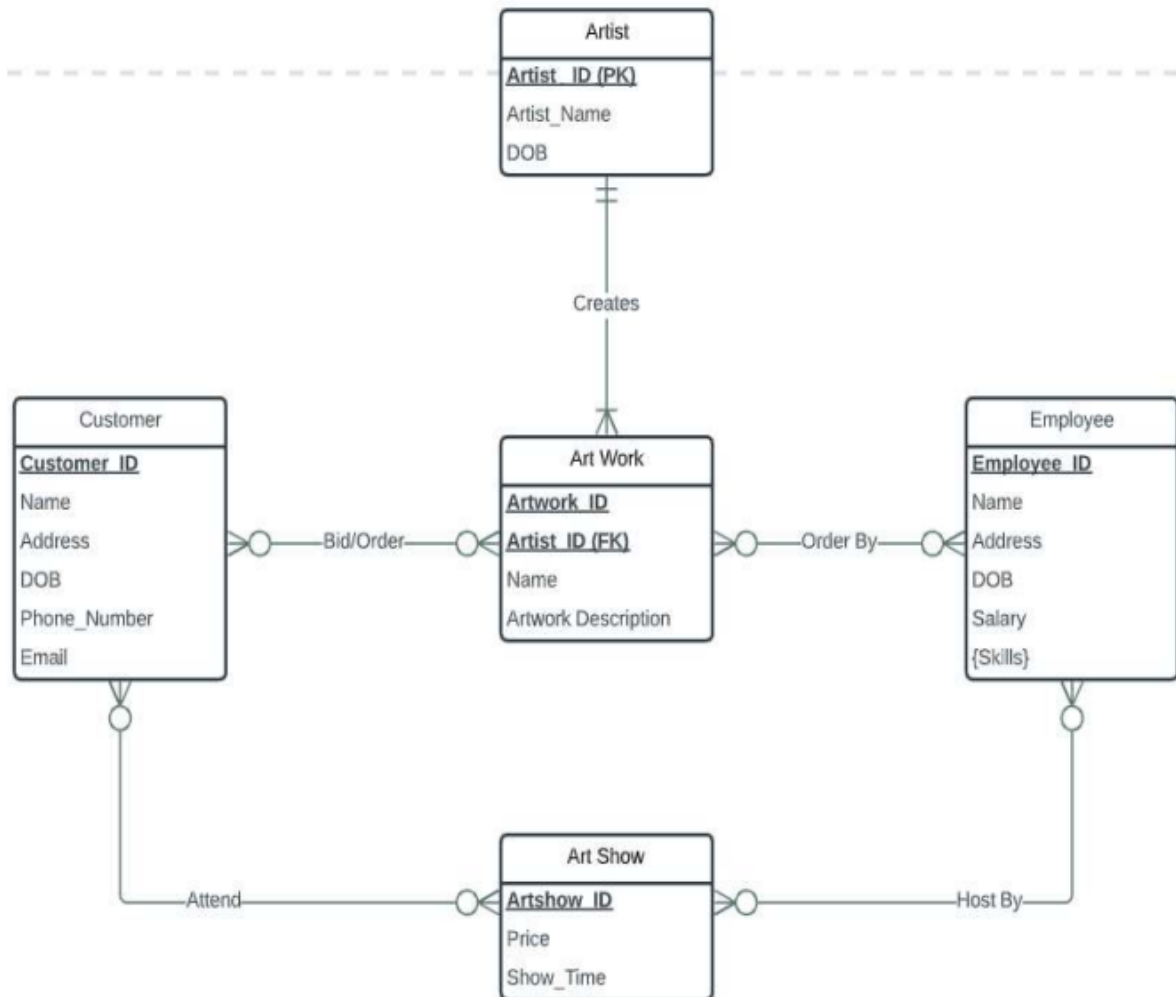 Artist
Artist_ID (PK)
Artist_Name
DOB
Creates
Customer
Customer_ID
Name
Address
DOB
Phone_Number
Email
Bid/Order
Art Work
Artwork_ID
Artist_ID (FK)
Name
Artwork Description
Order By
Employee
Employee_ID
Name
Address
DOB
Salary
{Skills}
Attend
Art Show
Artshow_ID
Price
Show_Time
Host By